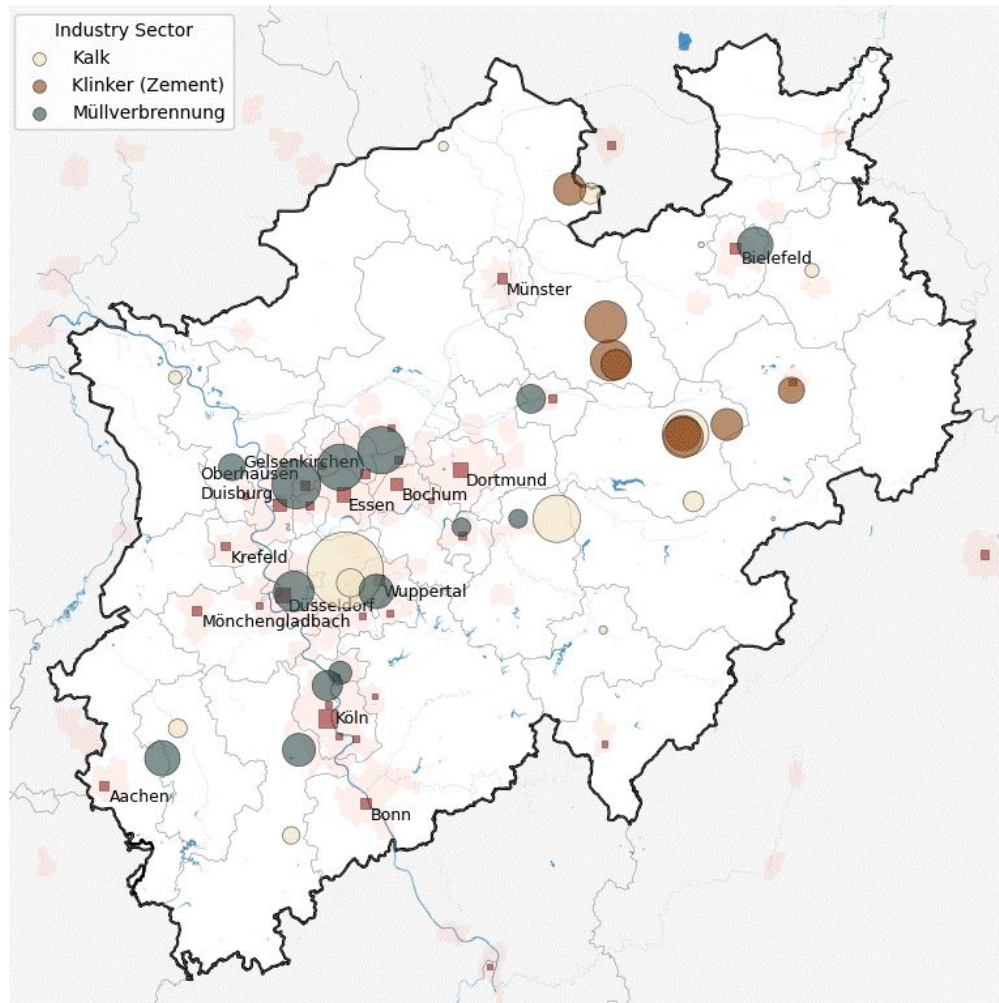 Industry Sector
Kalk
Klinker (Zement)
Müllverbrennung
Bielefeld
Münster
Gelsenkirchen
Oberhausen
Duisburg
Dortmund
Bochum
Essen
Krefeld
Wuppertal
Düsseldorf
Mönchengladbach
Köln
Aachen
Bonn